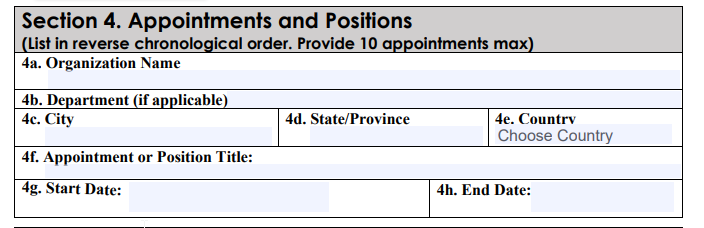 Section 4. Appointments and Positions
(List in reverse chronological order. Provide 10 appointments max)
4a. Organization Name
4b. Department (if applicable)
4c. City 4d. State/Province 4e. Country
Choose Country
4f. Appointment or Position Title:
4g. Start Date: 4h. End Date: